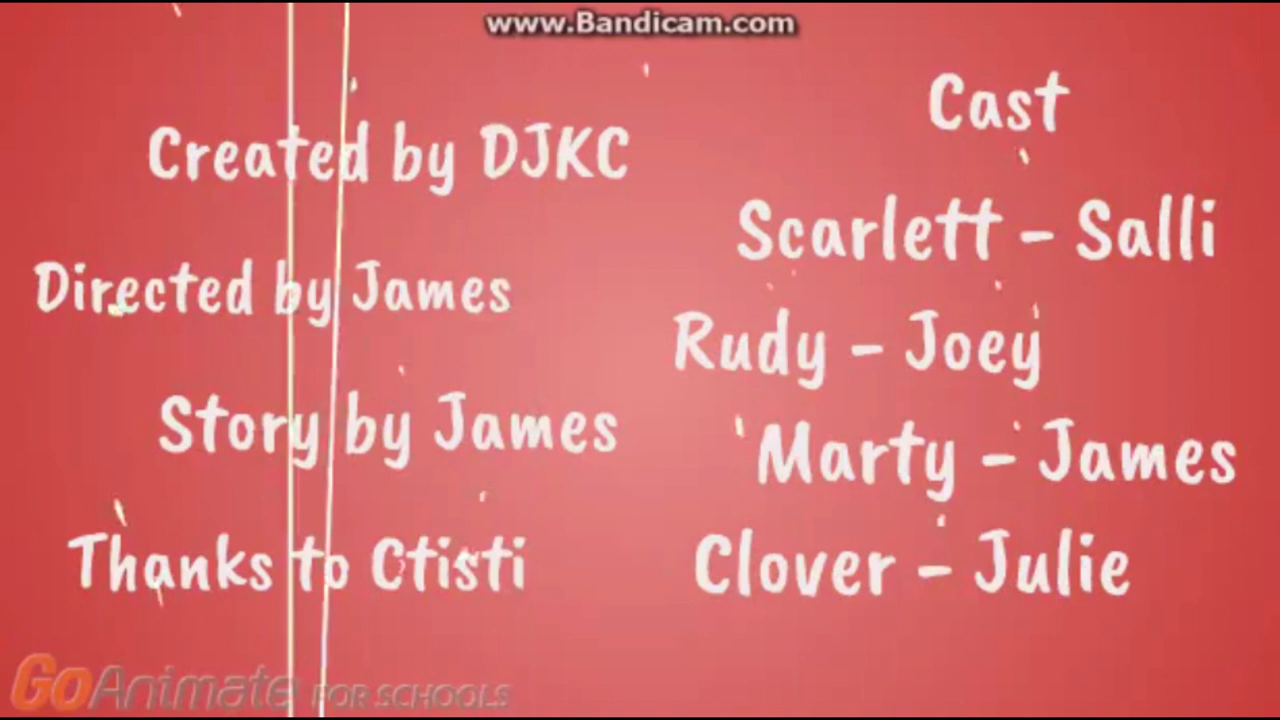 www.Bandicam.com
Created by DJKC
Directed by James
Story by James
Thanks to Ctisti
Cast
Scarlett - Salli
Rudy - Joey
Marty - James
Clover - Julie
GoAnimate FOR SCHOOLS